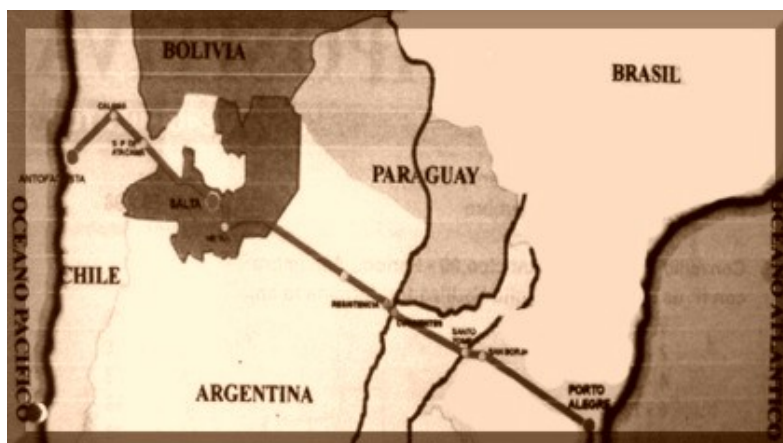 BOLIVIA
BRASIL
CALAMA
S. P. DE
ATACAMA
ANTOFAGASTA
SALTA
PARAGUAY
OCEANO PACIFICO
CHILE
RESISTENCIA
CORRIENTES
SANTO
TOME
SAN BORJA
ARGENTINA
PORTO
ALEGRE